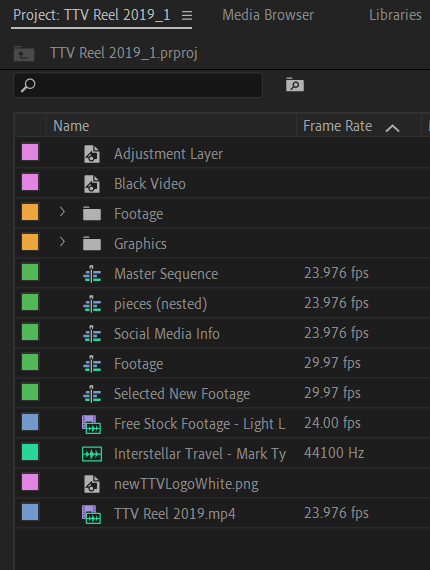 Project: TTV Reel 2019_1 Media Browser Libraries
TTV Reel 2019_1.prproj
Name Frame Rate
Adjustment Layer
Black Video
Footage
Graphics
Master Sequence 23.976 fps
pieces (nested) 23.976 fps
Social Media Info 23.976 fps
Footage 29.97 fps
Selected New Footage 29.97 fps
Free Stock Footage - Light L 24.00 fps
Interstellar Travel - Mark Ty 44100 Hz
newTTVLogoWhite.png
TTV Reel 2019.mp4 23.976 fps